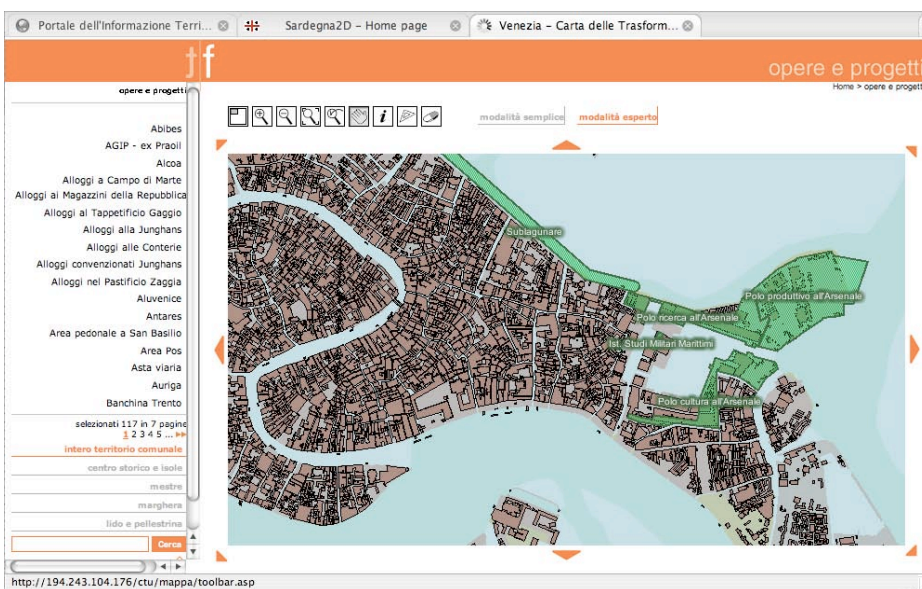 Portale dell'Informazione Terri...
Sardegna2D – Home page
Venezia – Carta delle Trasform...
tf
opere e progetti
Home > opere e progett
opere e progetti
modalità semplice
modalità esperto
Abibes
AGIP - ex Praoil
Alcoa
Alloggi a Campo di Marte
Alloggi ai Magazzini della Repubblica
Alloggi al Tappetificio Gaggio
Alloggi alla Junghans
Alloggi alle Conterie
Alloggi convenzionati Junghans
Alloggi nel Pastificio Zaggia
Aluvenice
Antares
Area pedonale a San Basilio
Area Pos
Asta viaria
Auriga
Banchina Trento
selezionati 117 in 7 pagine
1 2 3 4 5 ...
intero territorio comunale
centro storico e isole
mestre
marghera
lido e pellestrina
Cerca
Sublagunare
Polo produttivo all'Arsenale
Polo ricerca all'Arsenale
Ist. Studi Militari Marittimi
Polo cultura all'Arsenale
http://194.243.104.176/ctu/mappa/toolbar.asp